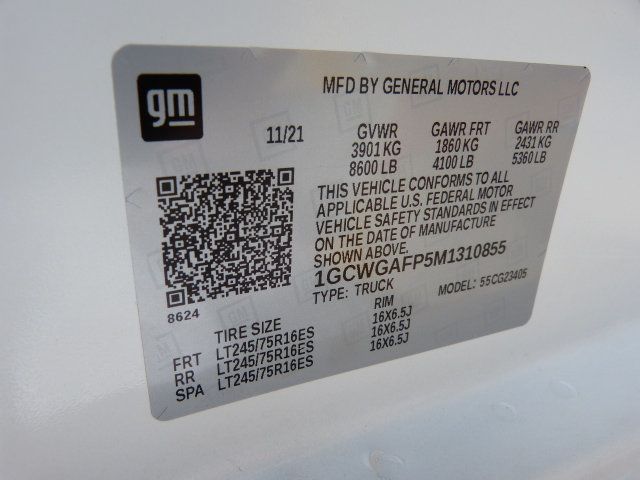 gm
MFD BY GENERAL MOTORS LLC
11/21 GVWR GAWR FRT GAWR RR
3901 KG 1860 KG 2431 KG
8600 LB 4100 LB 5360 LB
THIS VEHICLE CONFORMS TO ALL
APPLICABLE U.S. FEDERAL MOTOR
VEHICLE SAFETY STANDARDS IN EFFECT
ON THE DATE OF MANUFACTURE
SHOWN ABOVE.
1GCWGAFP5M1310855
TYPE: TRUCK MODEL: 55CG23405
8624
TIRE SIZE RIM
FRT LT245/75R16ES 16X6.5J
RR LT245/75R16ES 16X6.5J
SPA LT245/75R16ES 16X6.5J